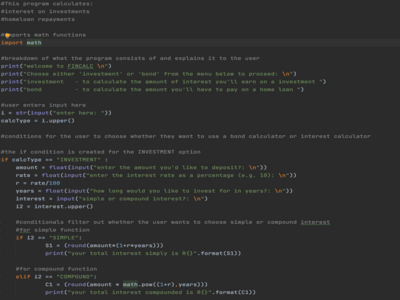 #This program calculates:
#interest on investments
#homeloan repayments
#imports math functions
import math
#breakdown of what the program consists of and explains it to the user
print("welcome to FINCALC \n")
print("Choose either 'investment' or 'bond' from the menu below to proceed: \n")
print("investment - to calculate the amount of interest you'll earn on a investment ")
print("bond - to calculate the amount you'll have to pay on a home loan ")
#user enters input here
i = str(input("enter here: "))
calcType = i.upper()
#conditions for the user to choose whether they want to use a bond calculator or interest calculator
#the if condition is created for the INVESTMENT option
if calcType == "INVESTMENT" :
amount = float(input("enter the amount you'd like to deposit?: \n"))
rate = float(input("enter the interest rate as a percentage (e.g. 10): \n"))
r = rate/100
years = float(input("how long would you like to invest for in years?: \n"))
interest = input("simple or compound interest?: \n")
i2 = interest.upper()
#conditionals filter out whether the user wants to choose simple or compound interest
#for simple function
if i2 == "SIMPLE":
S1 = (round(amount*(1+r*years)))
print("your total interest simply is R{}".format(S1))
#for compound function
elif i2 == "COMPOUND":
C1 = (round(amount * math.pow((1+r),years)))
print("your total interest compounded is R{}".format(C1))